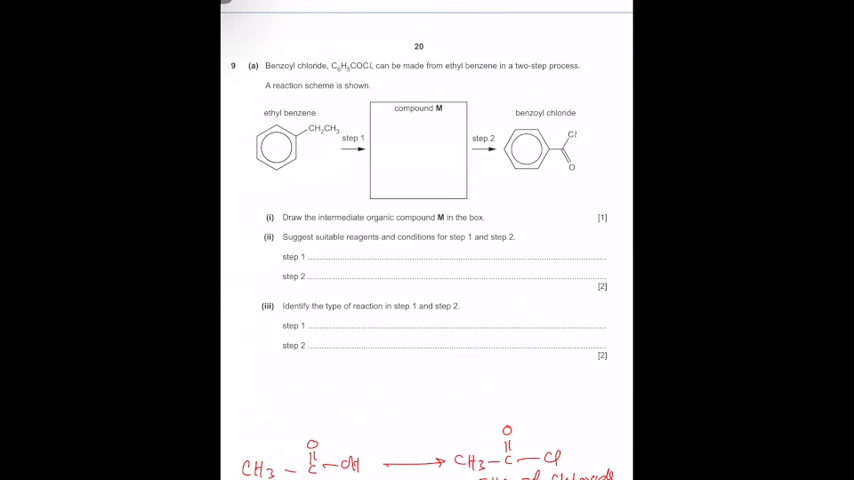 20
9 (a) Benzoyl chloride, C₆H₅COCl, can be made from ethyl benzene in a two-step process.
A reaction scheme is shown.
ethyl benzene
compound M
benzoyl chloride
CH₂CH₃
step 1
step 2
Cl
O
(i) Draw the intermediate organic compound M in the box. [1]
(ii) Suggest suitable reagents and conditions for step 1 and step 2.
step 1
step 2
[2]
(iii) Identify the type of reaction in step 1 and step 2.
step 1
step 2
[2]
O
O
CH₃ – C – OH → CH₃ – C – Cl
chloride